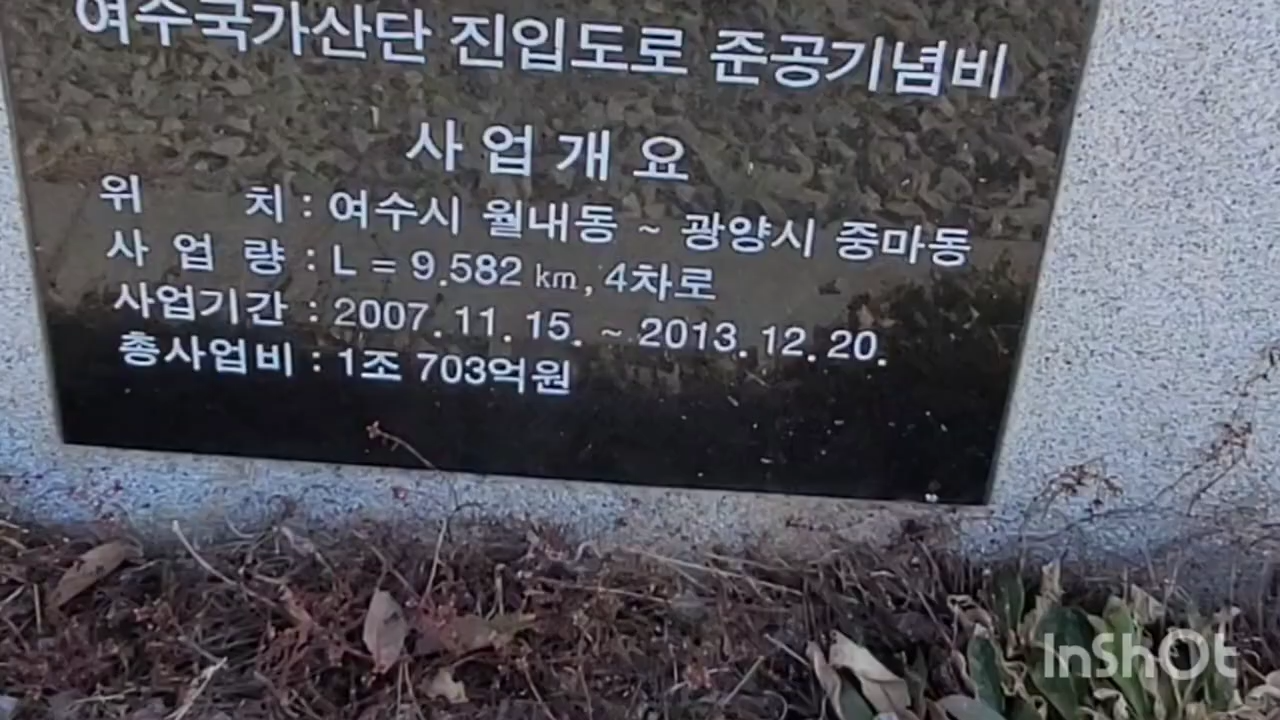 여수국가산단 진입도로 준공기념비
사업개요
위 치 : 여수시 월내동 ~ 광양시 중마동
사 업 량 : L = 9.582 km, 4차로
사업기간 : 2007. 11. 15. ~ 2013. 12. 20.
총사업비 : 1조 703억원
InShOt